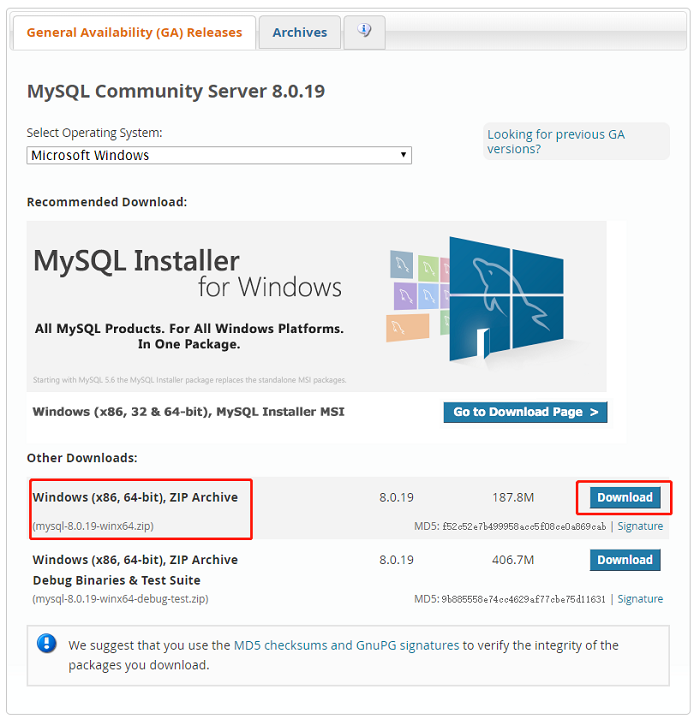 General Availability (GA) Releases
Archives
MySQL Community Server 8.0.19
Select Operating System:
Looking for previous GA
versions?
Microsoft Windows
Recommended Download:
MySQL Installer
for Windows
All MySQL Products. For All Windows Platforms.
In One Package.
Starting with MySQL 5.6 the MySQL Installer package replaces the standalone MSI packages.
Windows (x86, 32 & 64-bit), MySQL Installer MSI
Go to Download Page >
Other Downloads:
Windows (x86, 64-bit), ZIP Archive 8.0.19 187.8M Download
(mysql-8.0.19-winx64.zip) MD5: f52c52e7b499958acc5f08ce0a869cab | Signature
Windows (x86, 64-bit), ZIP Archive 8.0.19 406.7M Download
Debug Binaries & Test Suite
(mysql-8.0.19-winx64-debug-test.zip) MD5: 9b885558e74cc4629af77cbe75d11631 | Signature
We suggest that you use the MD5 checksums and GnuPG signatures to verify the integrity of the
packages you download.